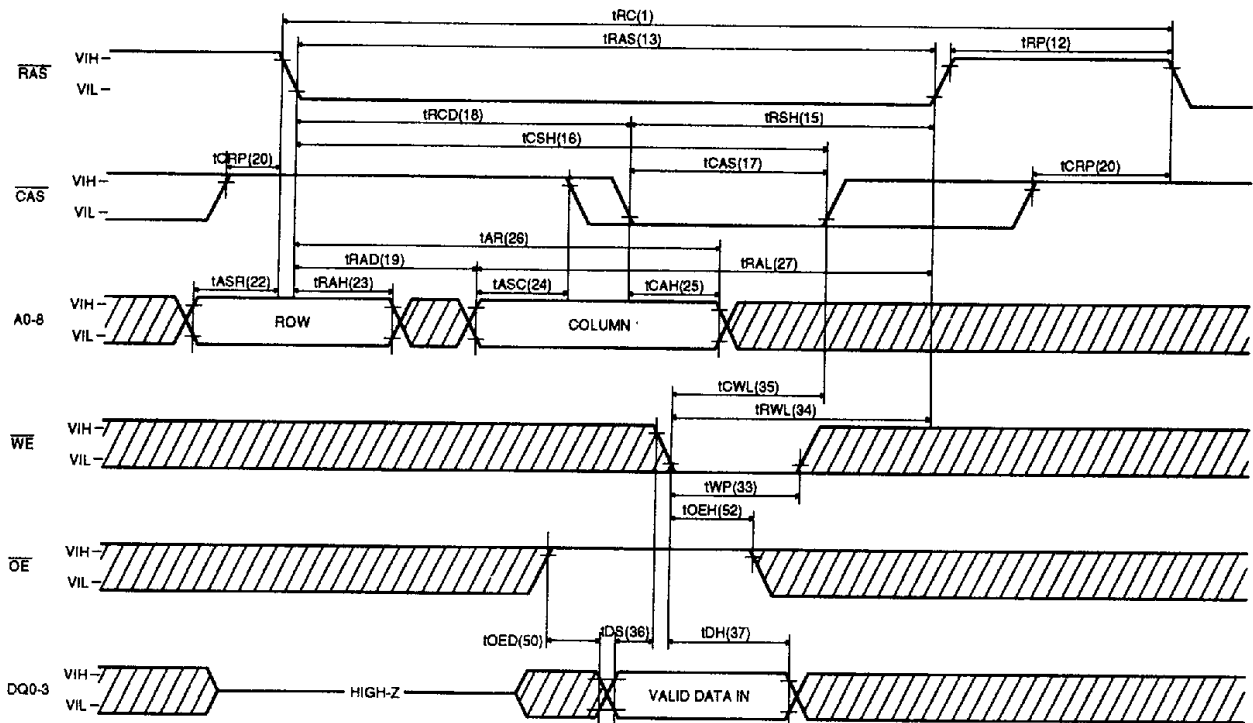 tRC(1)
tRAS(13)
tRP(12)
RAS
VIH
VIL
tRCD(18)
tRSH(15)
tCSH(16)
tCRP(20)
tCAS(17)
tCRP(20)
CAS
VIH
VIL
tAR(26)
tRAD(19)
tRAL(27)
tASR(22)
tRAH(23)
tASC(24)
tCAH(25)
A0-8
VIH
VIL
ROW
COLUMN
tCWL(35)
tRWL(34)
WE
VIH
VIL
tWP(33)
tOEH(52)
OE
VIH
VIL
tOED(50)
tDS(36)
tDH(37)
DQ0-3
VIH
VIL
HIGH-Z
VALID DATA IN